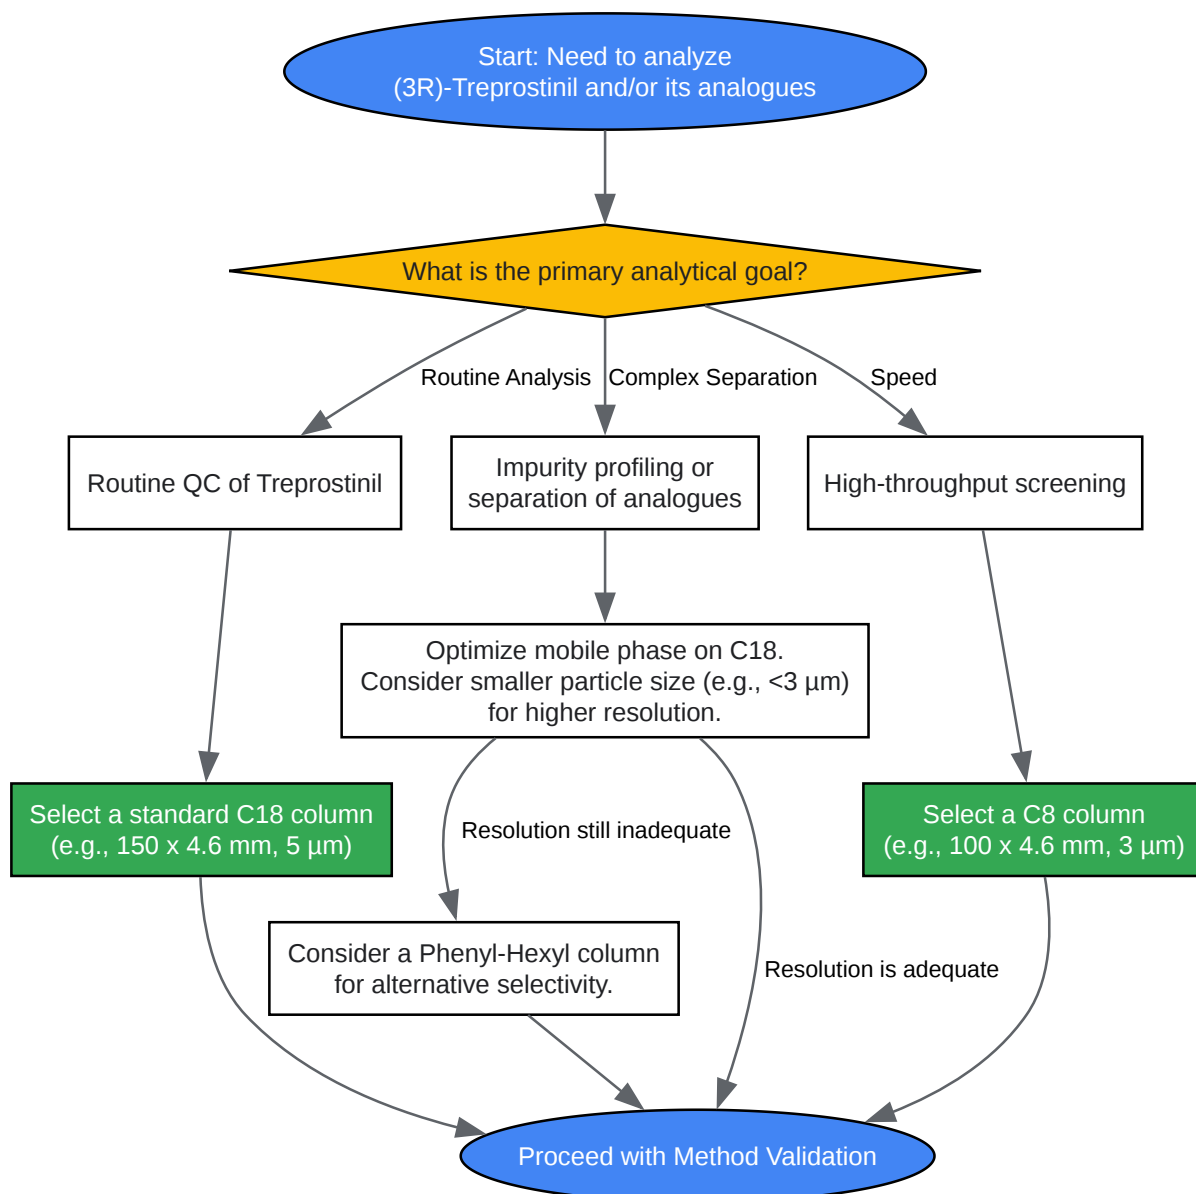 Start: Need to analyze
(3R)-Treprostinil and/or its analogues
What is the primary analytical goal?
Routine Analysis
Complex Separation
Speed
Routine QC of Treprostinil
Impurity profiling or
separation of analogues
High-throughput screening
Optimize mobile phase on C18.
Consider smaller particle size (e.g., <3 µm)
for higher resolution.
Select a standard C18 column
(e.g., 150 x 4.6 mm, 5 µm)
Resolution still inadequate
Select a C8 column
(e.g., 100 x 4.6 mm, 3 µm)
Consider a Phenyl-Hexyl column
for alternative selectivity.
Resolution is adequate
Proceed with Method Validation